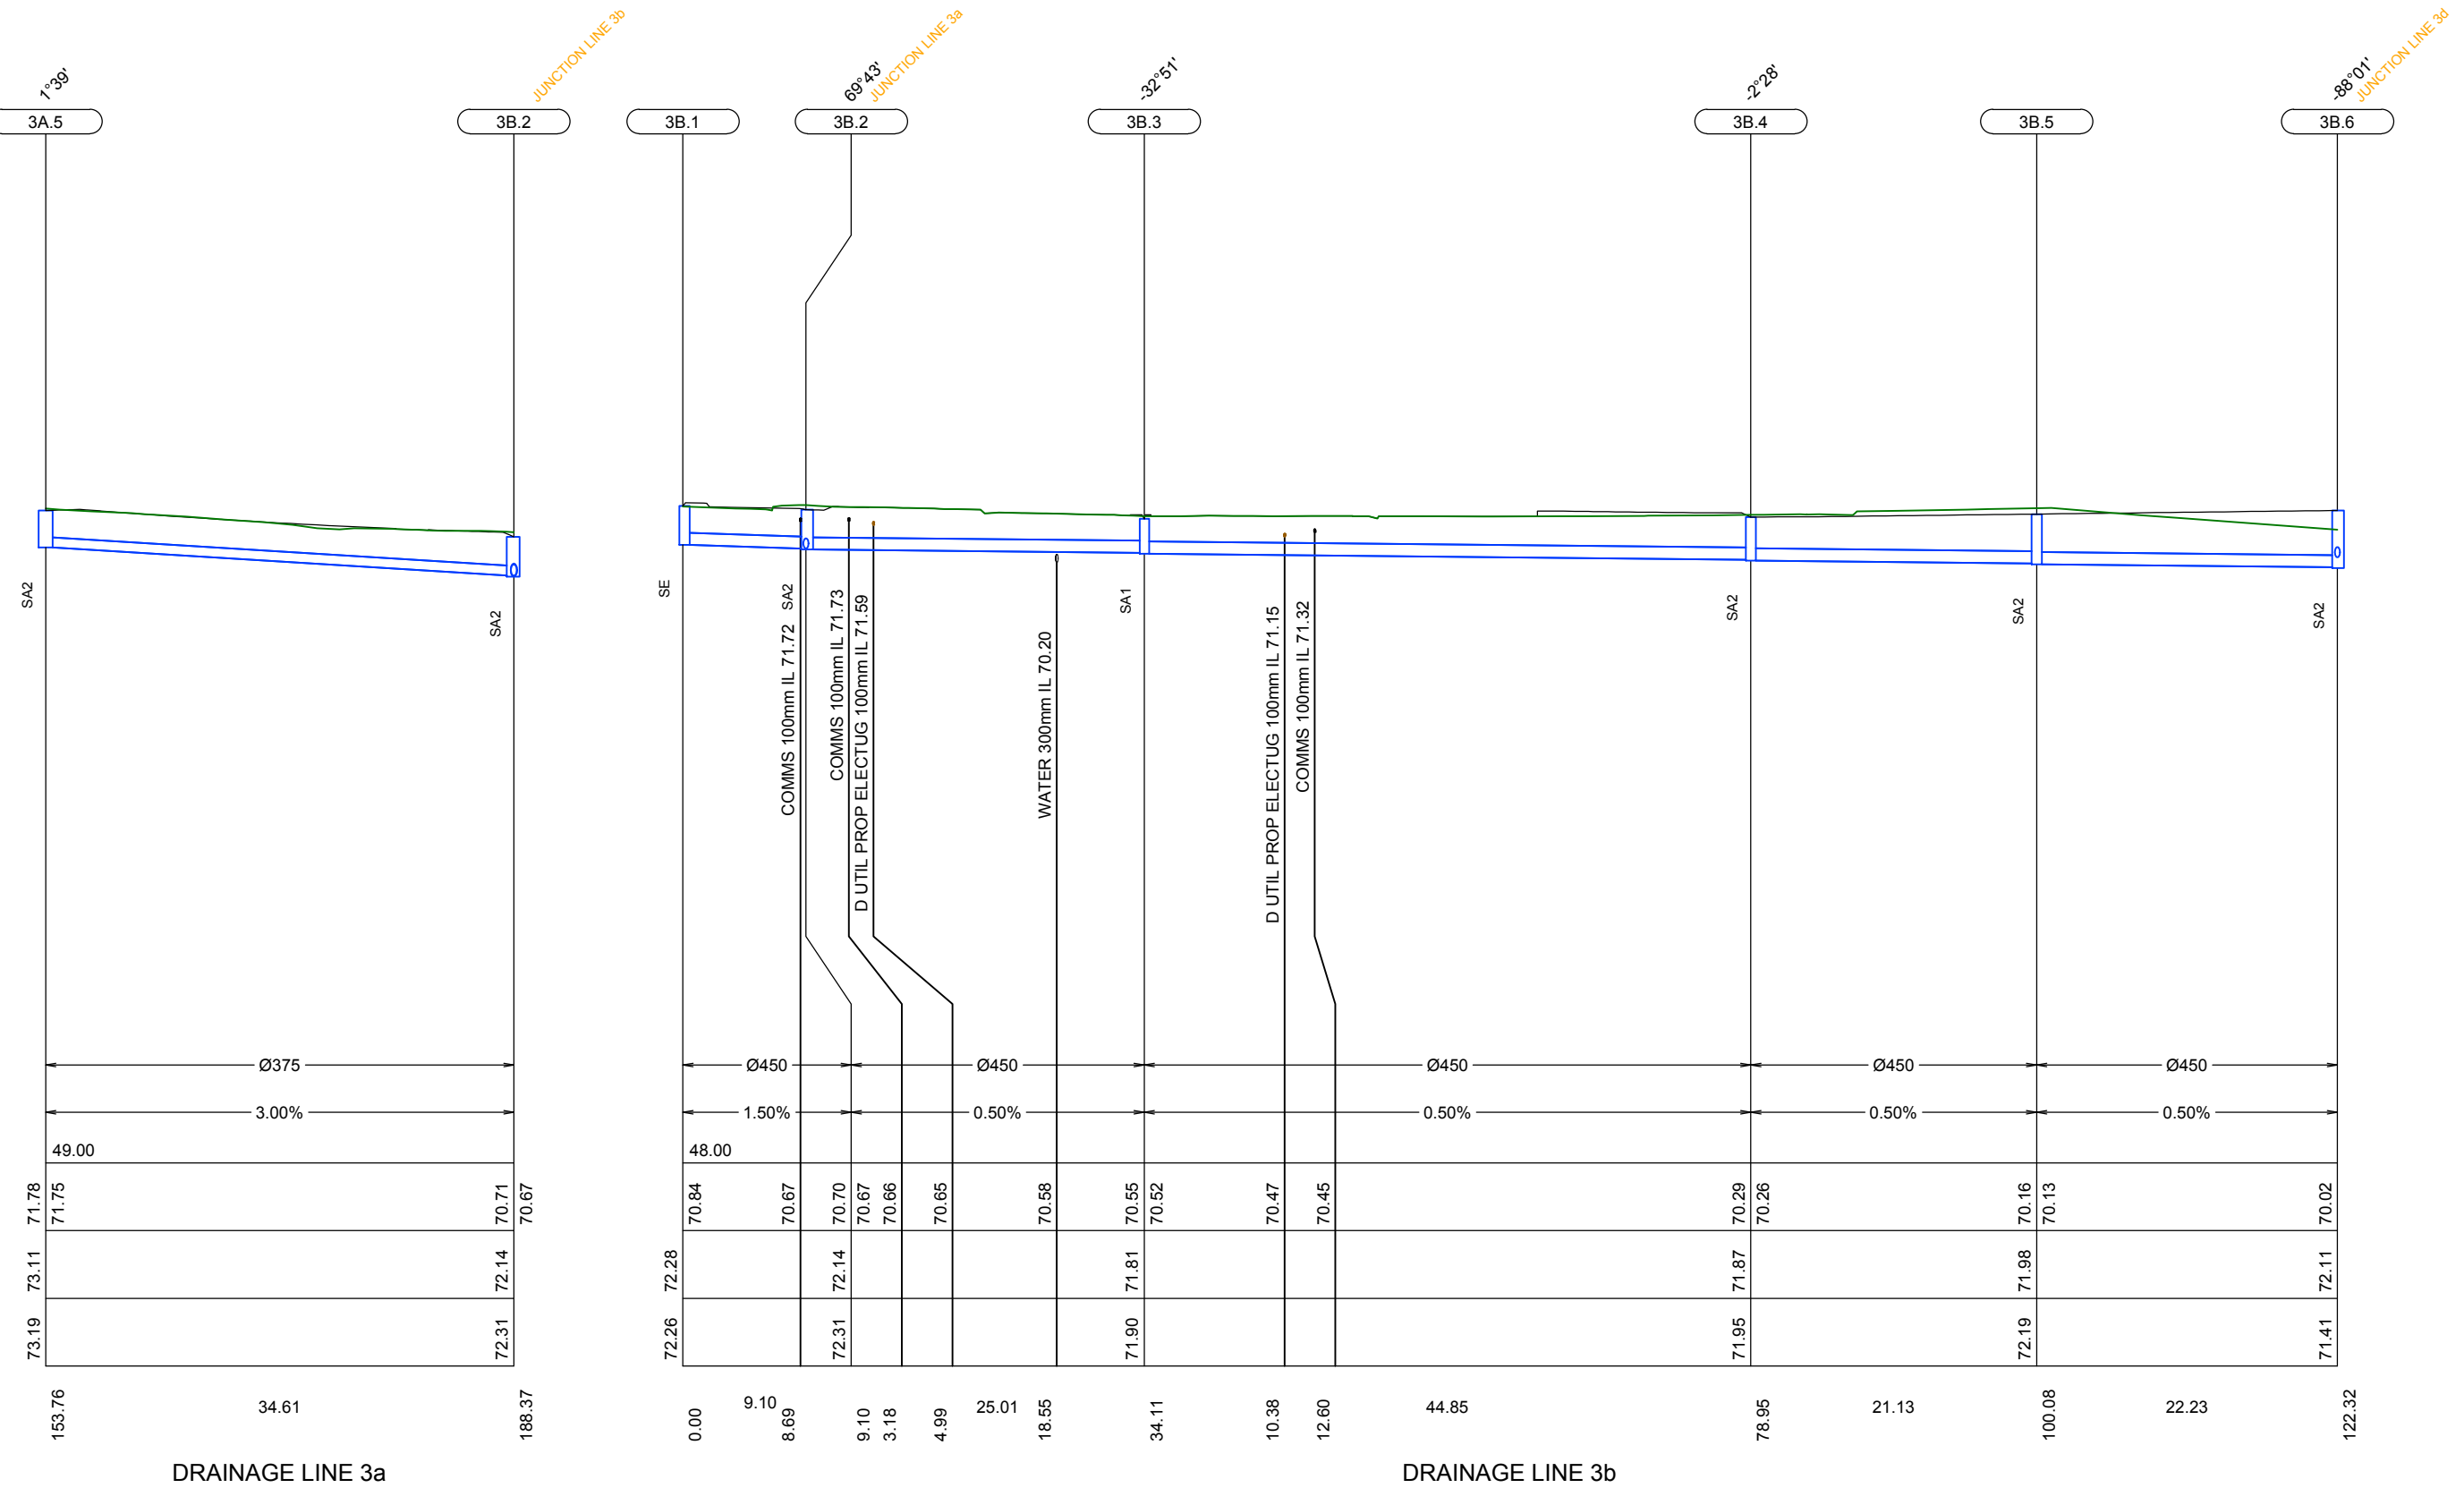 1°39'
JUNCTION LINE 3b
69°43'
JUNCTION LINE 3a
-32°51'
-2°28'
-88°01'
JUNCTION LINE 3d
3A.5
3B.2
3B.1
3B.2
3B.3
3B.4
3B.5
3B.6
SA2
SA2
SE
SA2
SA1
SA2
SA2
SA2
COMMS 100mm IL 71.72
COMMS 100mm IL 71.73
D UTIL PROP ELECTUG 100mm IL 71.59
WATER 300mm IL 70.20
D UTIL PROP ELECTUG 100mm IL 71.15
COMMS 100mm IL 71.32
Ø375
Ø450
Ø450
Ø450
Ø450
Ø450
3.00%
1.50%
0.50%
0.50%
0.50%
0.50%
49.00
48.00
71.78
71.75
70.71
70.67
70.84
70.67
70.70
70.67
70.66
70.65
70.58
70.55
70.52
70.47
70.45
70.29
70.26
70.16
70.13
70.02
73.11
72.14
72.28
72.14
71.81
71.87
71.98
72.11
73.19
72.31
72.26
72.31
71.90
71.95
72.19
71.41
153.76
34.61
188.37
0.00
9.10
8.69
9.10
3.18
4.99
25.01
18.55
34.11
10.38
12.60
44.85
78.95
21.13
100.08
22.23
122.32
DRAINAGE LINE 3a
DRAINAGE LINE 3b